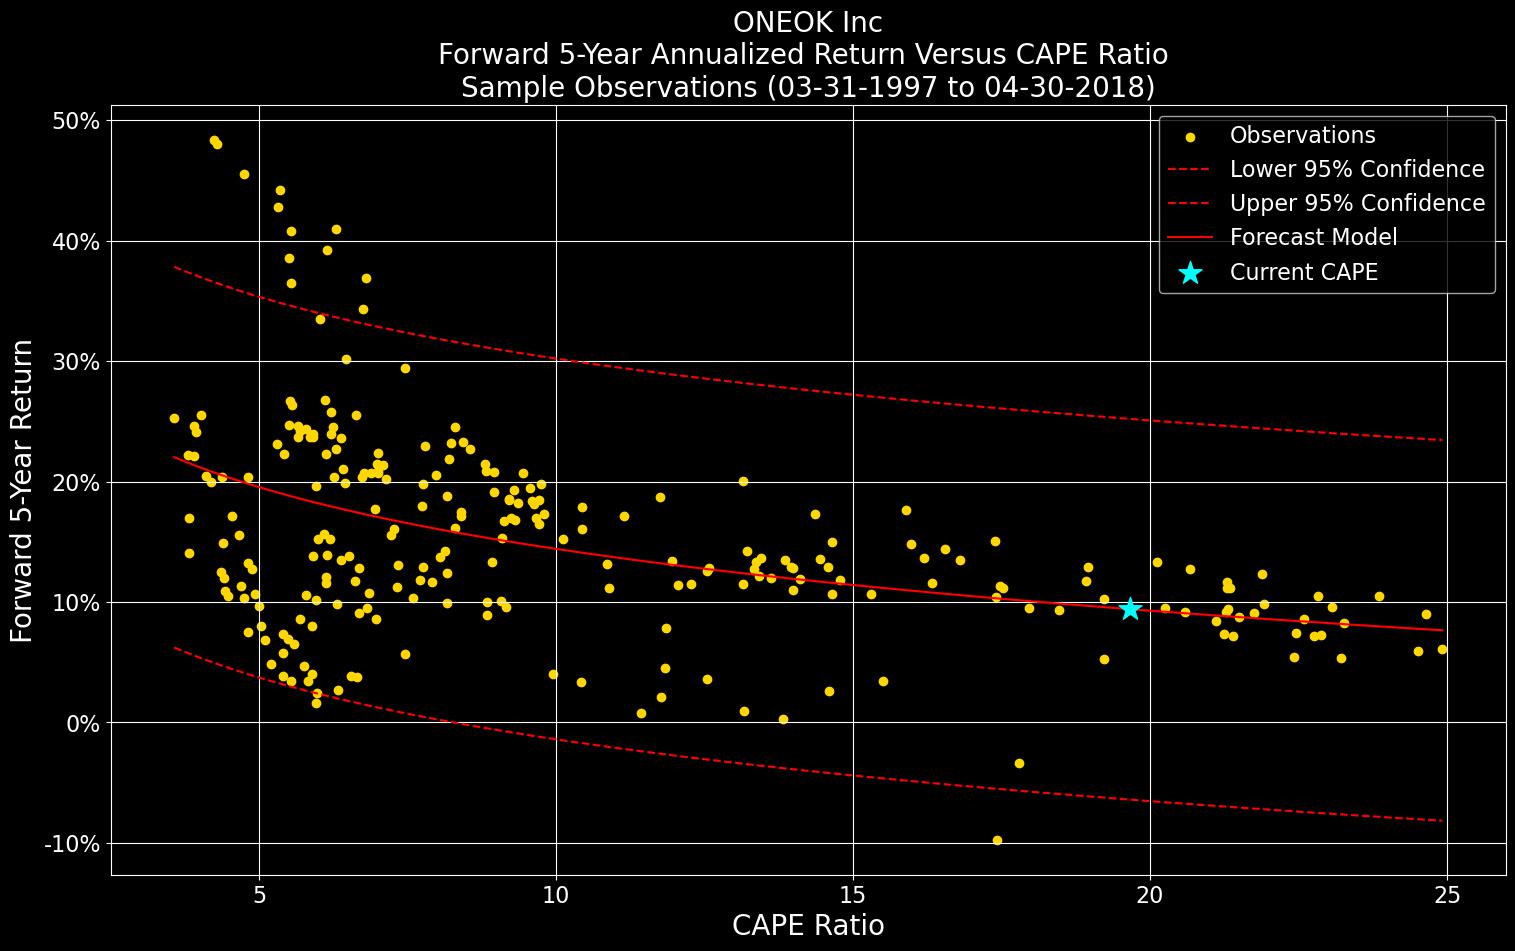 ONEOK Inc
Forward 5-Year Annualized Return Versus CAPE Ratio
Sample Observations (03-31-1997 to 04-30-2018)
Observations
Lower 95% Confidence
Upper 95% Confidence
Forecast Model
Current CAPE
Forward 5-Year Return
50%
40%
30%
20%
10%
0%
-10%
5
10
15
20
25
CAPE Ratio